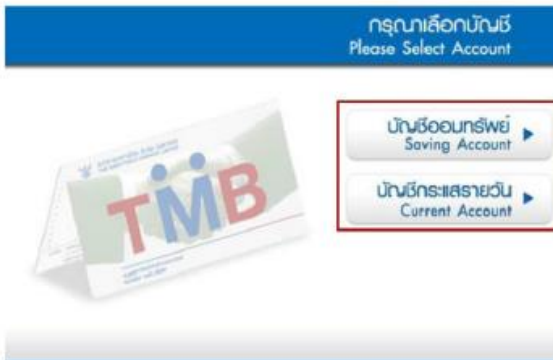 กรุณาเลือกบัญชี
Please Select Account
บัญชีออมทรัพย์
Saving Account
บัญชีกระแสรายวัน
Current Account
TMB